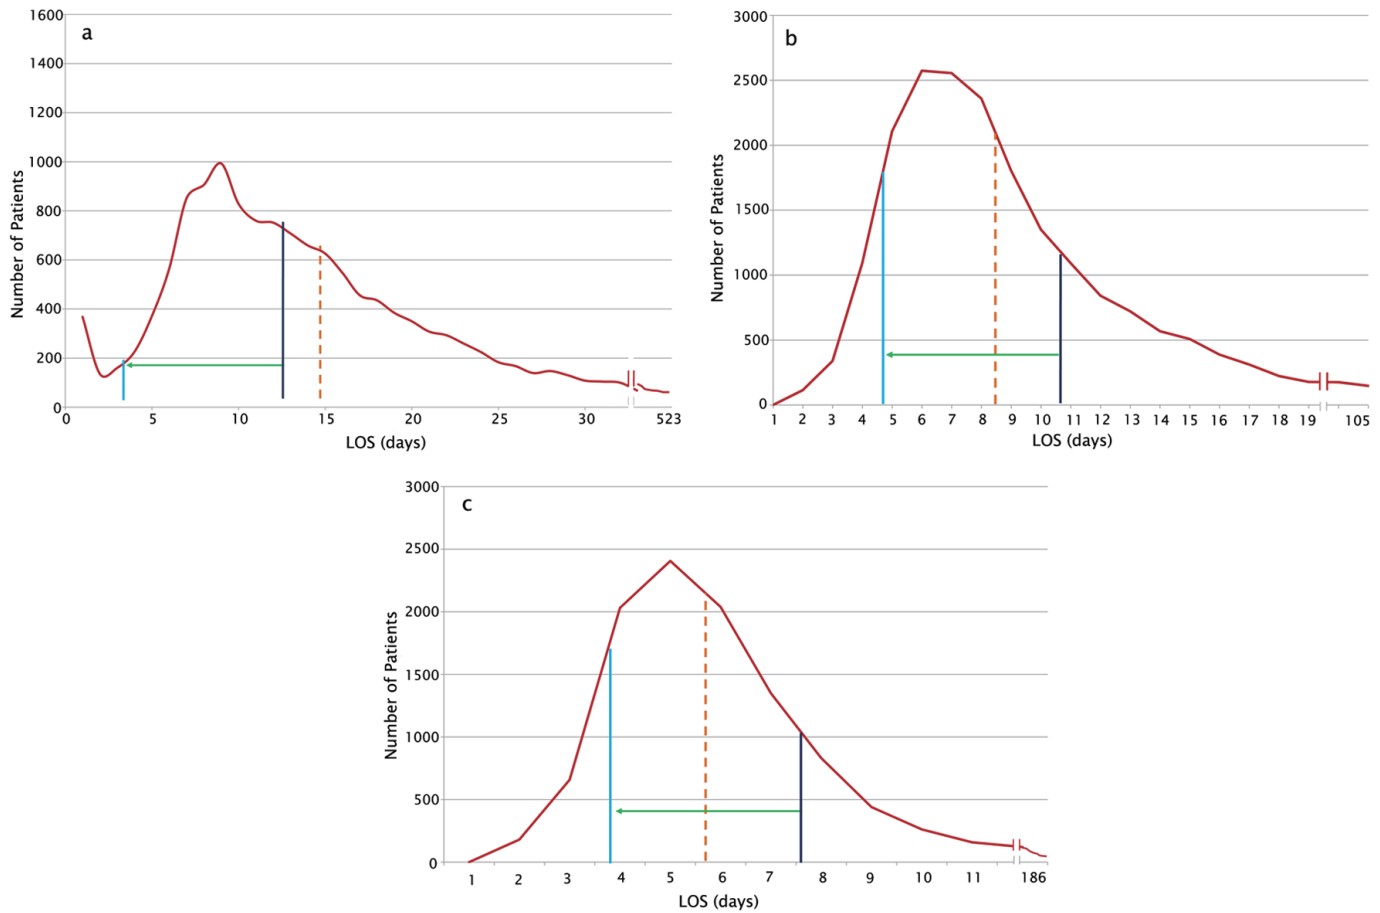 a
1600
1400
1200
1000
800
600
400
200
0
Number of Patients
0 5 10 15 20 25 30 523
LOS (days)
b
3000
2500
2000
1500
1000
500
0
Number of Patients
1 2 3 4 5 6 7 8 9 10 11 12 13 14 15 16 17 18 19 105
LOS (days)
c
3000
2500
2000
1500
1000
500
0
Number of Patients
1 2 3 4 5 6 7 8 9 10 11 186
LOS (days)